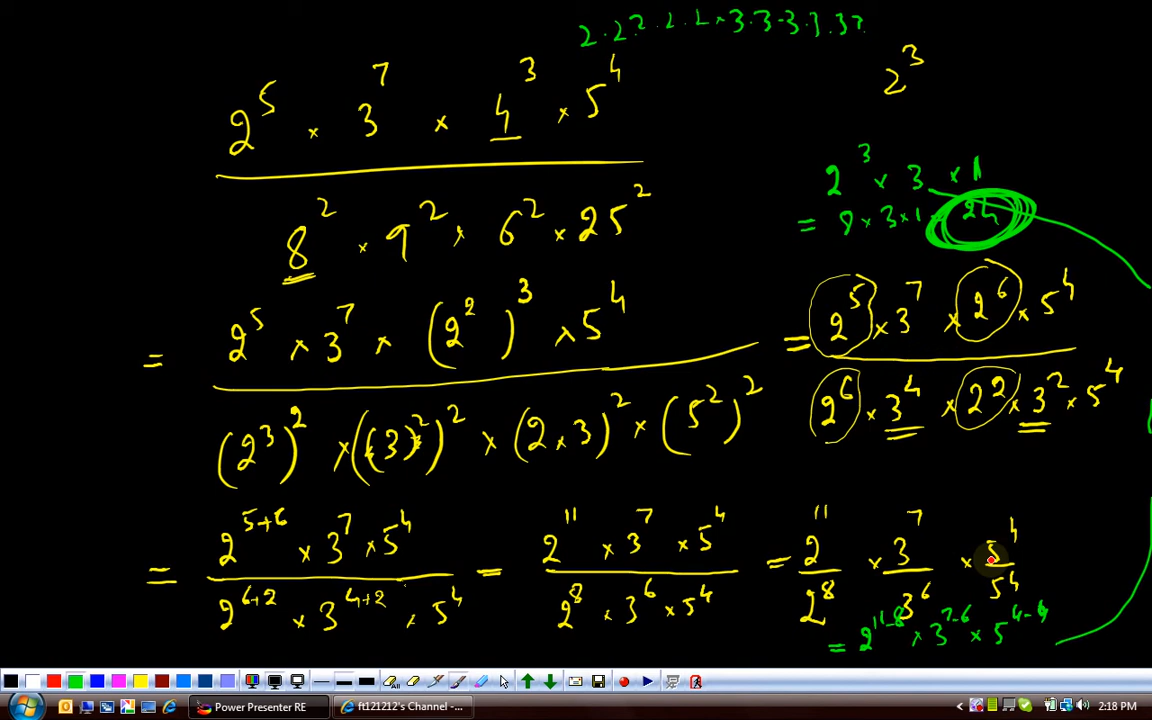 2·2·2·2·2×3·3·3·3·3·3·
2^5 × 3^7 × 4^3 × 5^4
8^2 × 9^2 × 6^2 × 25^2
2^3
2^3 × 3 × 1
= 8 × 3 × 1 = 24
= 2^5 × 3^7 × (2^2)^3 × 5^4
(2^3)^2 × ((3)^2)^2 × (2×3)^2 × (5^2)^2
= 2^5 × 3^7 × 2^6 × 5^4
2^6 × 3^4 × 2^2 × 3^2 × 5^4
= 2^5+6 × 3^7 × 5^4
2^6+2 × 3^4+2 × 5^4
= 2^11 × 3^7 × 5^4
2^8 × 3^6 × 5^4
= 2^11 × 3^7 × 5^4
2^8 3^6 5^4
= 2^11-8 × 3^7-6 × 5^4-4
Power Presenter RE
ft121212's Channel -...
2:18 PM